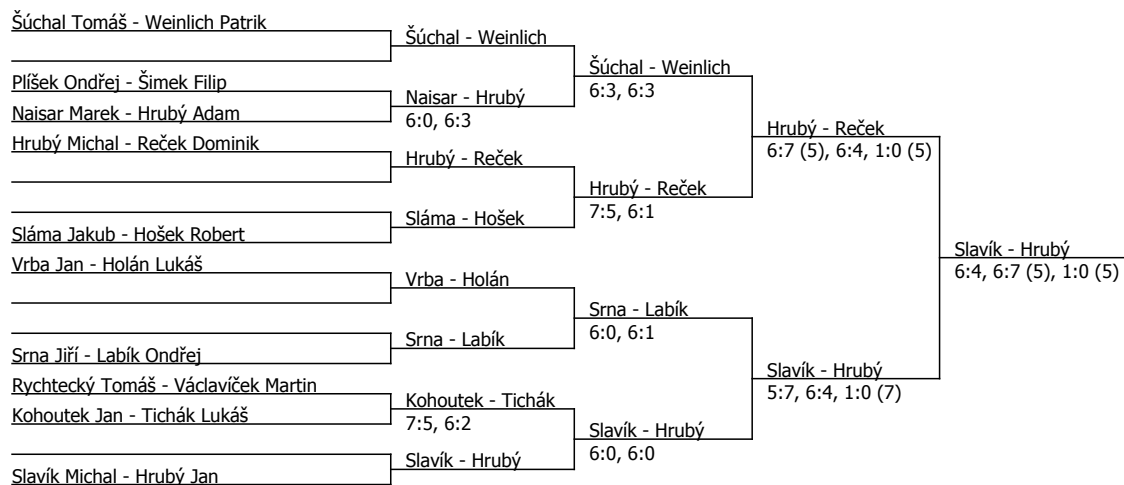 Šúchal Tomáš - Weinlich Patrik
Šúchal - Weinlich
Šúchal - Weinlich
6:3, 6:3
Plíšek Ondřej - Šimek Filip
Naisar - Hrubý
6:0, 6:3
Naisar Marek - Hrubý Adam
Hrubý - Reček
6:7 (5), 6:4, 1:0 (5)
Hrubý Michal - Reček Dominik
Hrubý - Reček
Hrubý - Reček
7:5, 6:1
Sláma - Hošek
Sláma Jakub - Hošek Robert
Slavík - Hrubý
6:4, 6:7 (5), 1:0 (5)
Vrba Jan - Holán Lukáš
Vrba - Holán
Srna - Labík
6:0, 6:1
Srna - Labík
Srna Jiří - Labík Ondřej
Slavík - Hrubý
5:7, 6:4, 1:0 (7)
Rychtecký Tomáš - Václavíček Martin
Kohoutek - Tichák
7:5, 6:2
Kohoutek Jan - Tichák Lukáš
Slavík - Hrubý
6:0, 6:0
Slavík - Hrubý
Slavík Michal - Hrubý Jan